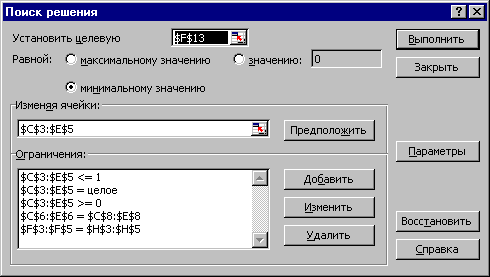 Поиск решения
Установить целевую $F$13 Выполнить
Равной: максимальному значению значению: 0 Закрыть
минимальному значению
Изменяя ячейки:
$C$3:$E$5 Предположить
Ограничения: Параметры
$C$3:$E$5 <= 1 Добавить
$C$3:$E$5 = целое
$C$3:$E$5 >= 0 Изменить
$C$6:$E$6 = $C$8:$E$8 Восстановить
$F$3:$F$5 = $H$3:$H$5 Удалить
Справка